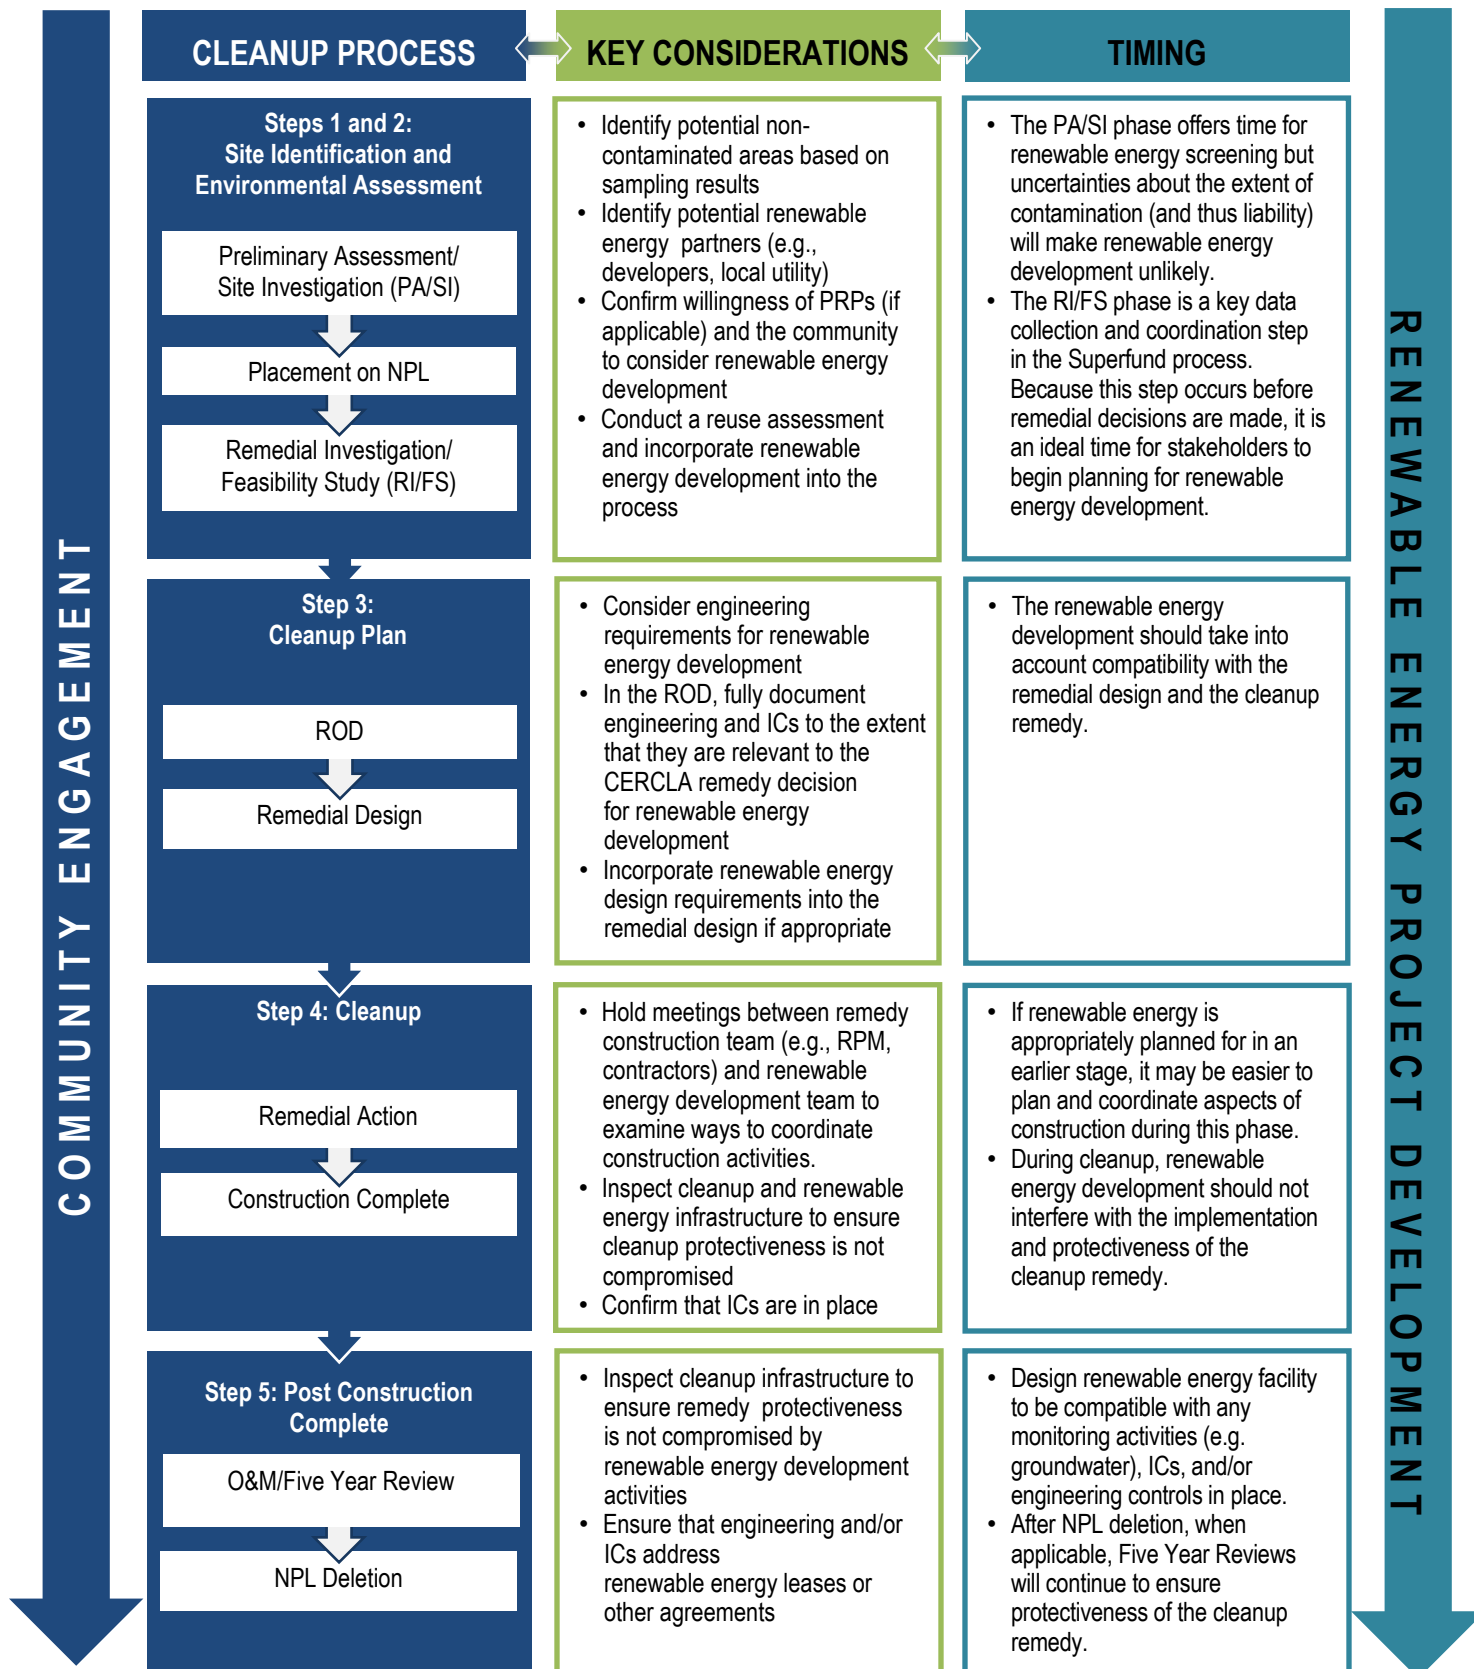 COMMUNITY ENGAGEMENT
CLEANUP PROCESS
KEY CONSIDERATIONS
TIMING
Steps 1 and 2:
Site Identification and
Environmental Assessment
Preliminary Assessment/
Site Investigation (PA/SI)
Placement on NPL
Remedial Investigation/
Feasibility Study (RI/FS)
• Identify potential non-
contaminated areas based on
sampling results
• Identify potential renewable
energy partners (e.g.,
developers, local utility)
• Confirm willingness of PRPs (if
applicable) and the community
to consider renewable energy
development
• Conduct a reuse assessment
and incorporate renewable
energy development into the
process
• The PA/SI phase offers time for
renewable energy screening but
uncertainties about the extent of
contamination (and thus liability)
will make renewable energy
development unlikely.
• The RI/FS phase is a key data
collection and coordination step
in the Superfund process.
Because this step occurs before
remedial decisions are made, it is
an ideal time for stakeholders to
begin planning for renewable
energy development.
Step 3:
Cleanup Plan
ROD
Remedial Design
• Consider engineering
requirements for renewable
energy development
• In the ROD, fully document
engineering and ICs to the extent
that they are relevant to the
CERCLA remedy decision
for renewable energy
development
• Incorporate renewable energy
design requirements into the
remedial design if appropriate
• The renewable energy
development should take into
account compatibility with the
remedial design and the cleanup
remedy.
Step 4: Cleanup
Remedial Action
Construction Complete
• Hold meetings between remedy
construction team (e.g., RPM,
contractors) and renewable
energy development team to
examine ways to coordinate
construction activities.
• Inspect cleanup and renewable
energy infrastructure to ensure
cleanup protectiveness is not
compromised
• Confirm that ICs are in place
• If renewable energy is
appropriately planned for in an
earlier stage, it may be easier to
plan and coordinate aspects of
construction during this phase.
• During cleanup, renewable
energy development should not
interfere with the implementation
and protectiveness of the
cleanup remedy.
Step 5: Post Construction
Complete
O&M/Five Year Review
NPL Deletion
• Inspect cleanup infrastructure to
ensure remedy protectiveness
is not compromised by
renewable energy development
activities
• Ensure that engineering and/or
ICs address
renewable energy leases or
other agreements
• Design renewable energy facility
to be compatible with any
monitoring activities (e.g.
groundwater), ICs, and/or
engineering controls in place.
• After NPL deletion, when
applicable, Five Year Reviews
will continue to ensure
protectiveness of the cleanup
remedy.
RENEWABLE ENERGY PROJECT DEVELOPMENT